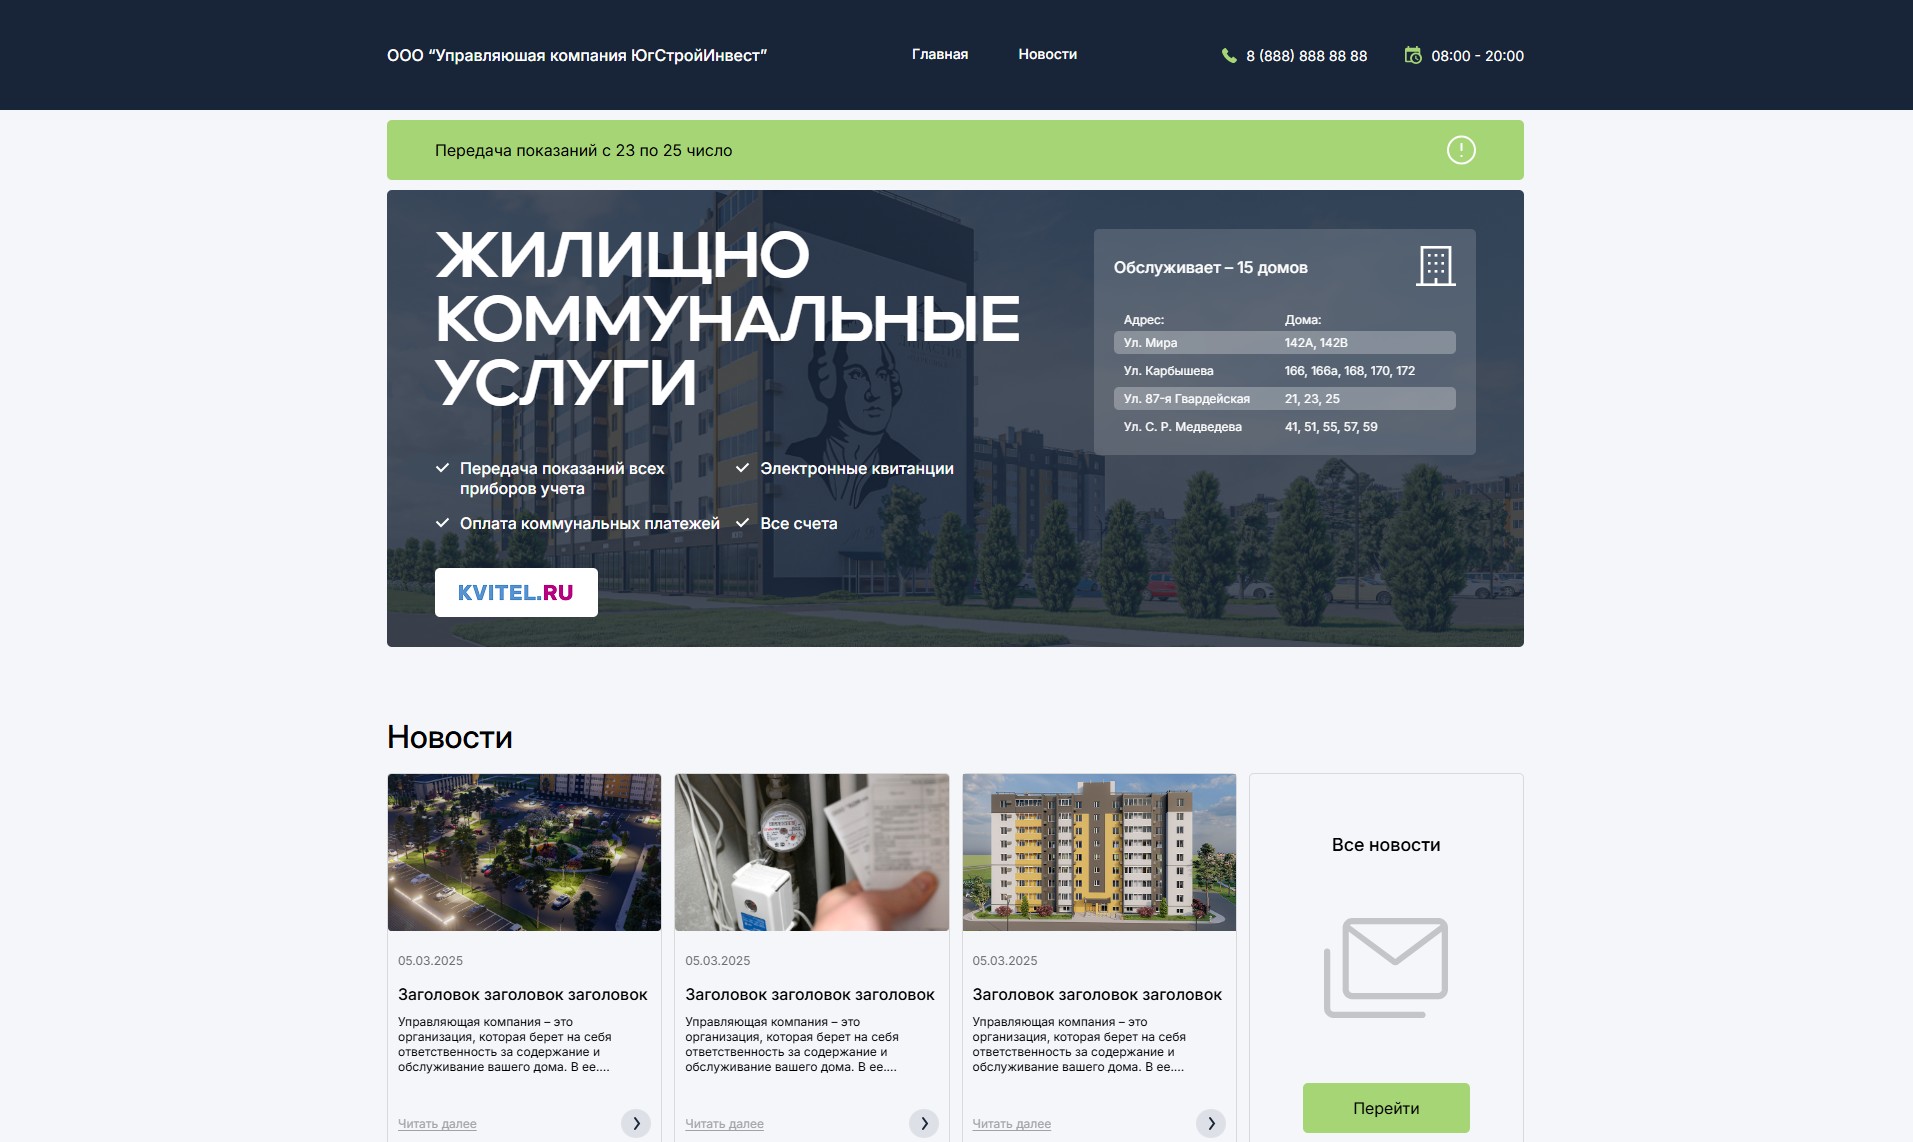 ООО “Управляюшая компания ЮгСтройИнвест”
Главная
Новости
8 (888) 888 88 88
08:00 - 20:00
Передача показаний с 23 по 25 число
ЖИЛИЩНО
КОММУНАЛЬНЫЕ
УСЛУГИ
Передача показаний всех
приборов учета
Электронные квитанции
Оплата коммунальных платежей
Все счета
KVITEL.RU
Обслуживает – 15 домов
Адрес: Дома:
Ул. Мира 142А, 142В
Ул. Карбышева 166, 166а, 168, 170, 172
Ул. 87-я Гвардейская 21, 23, 25
Ул. С. Р. Медведева 41, 51, 55, 57, 59
Новости
05.03.2025
Заголовок заголовок заголовок
Управляющая компания – это
организация, которая берет на себя
ответственность за содержание и
обслуживание вашего дома. В ее....
Читать далее
05.03.2025
Заголовок заголовок заголовок
Управляющая компания – это
организация, которая берет на себя
ответственность за содержание и
обслуживание вашего дома. В ее....
Читать далее
05.03.2025
Заголовок заголовок заголовок
Управляющая компания – это
организация, которая берет на себя
ответственность за содержание и
обслуживание вашего дома. В ее....
Читать далее
Все новости
Перейти